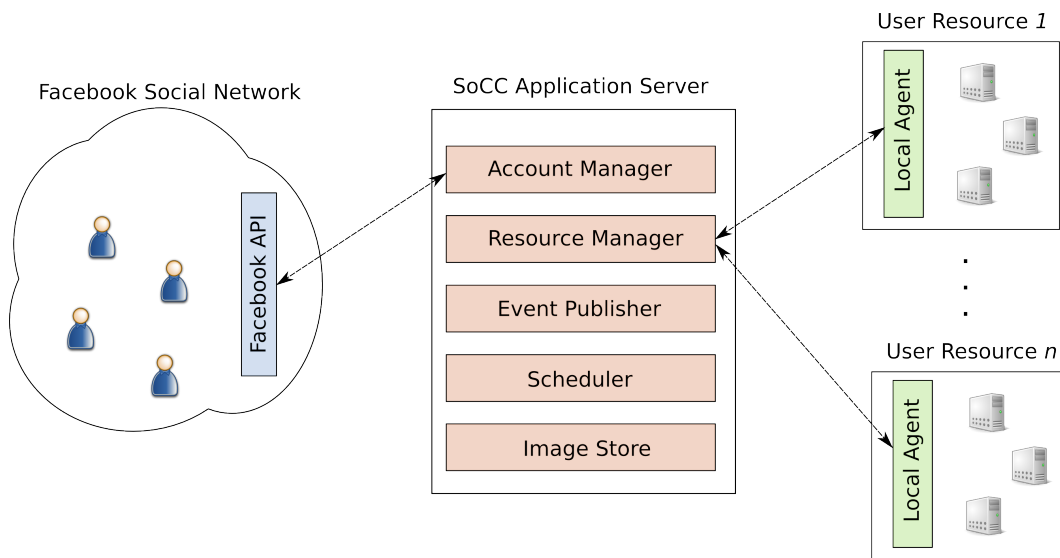 Facebook Social Network
Facebook API
SoCC Application Server
Account Manager
Resource Manager
Event Publisher
Scheduler
Image Store
User Resource 1
Local Agent
.
.
.
User Resource n
Local Agent